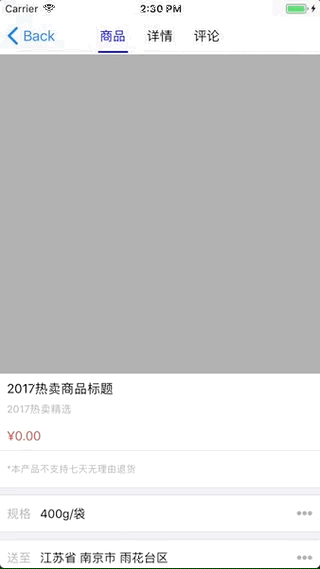 Carrier 2:30 PM
Back 商品 详情 评论
2017热卖商品标题
2017热卖精选
¥0.00
*本产品不支持七天无理由退货
规格 400g/袋
送至 江苏省 南京市 雨花台区